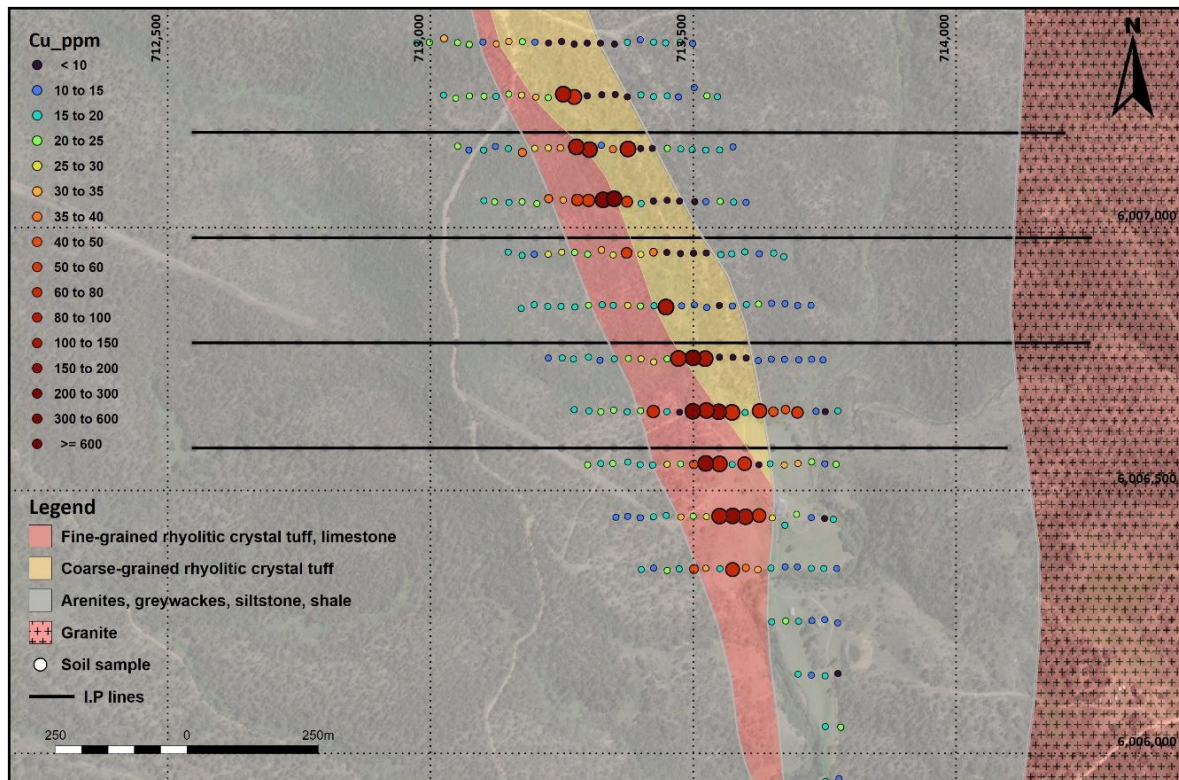 712,500
713,000
713,500
714,000
N
Cu_ppm
< 10
10 to 15
15 to 20
20 to 25
25 to 30
30 to 35
35 to 40
40 to 50
50 to 60
60 to 80
80 to 100
100 to 150
150 to 200
200 to 300
300 to 600
>= 600
6,007,000
6,006,500
6,006,000
Legend
Fine-grained rhyolitic crystal tuff, limestone
Coarse-grained rhyolitic crystal tuff
Arenites, greywackes, siltstone, shale
Granite
Soil sample
I.P lines
250 0 250m